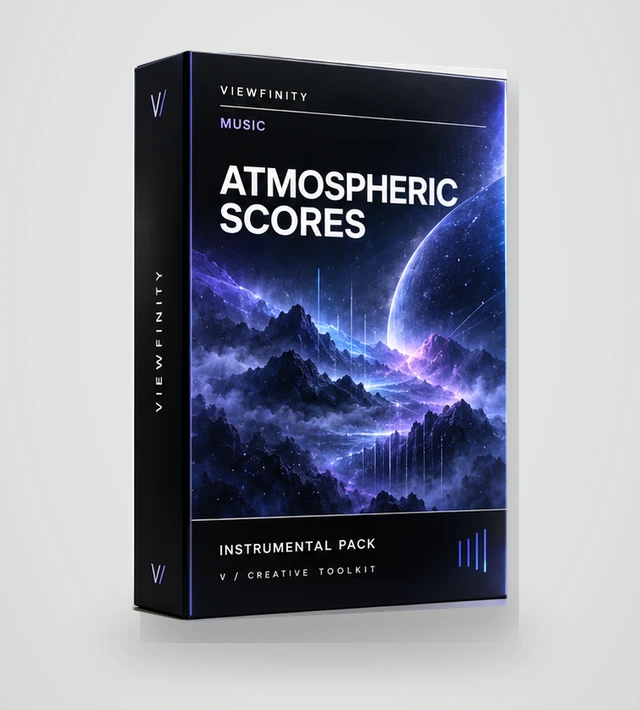 V/
VIEWFINITY
V/
VIEWFINITY
MUSIC
ATMOSPHERIC
SCORES
INSTRUMENTAL PACK
V / CREATIVE TOOLKIT